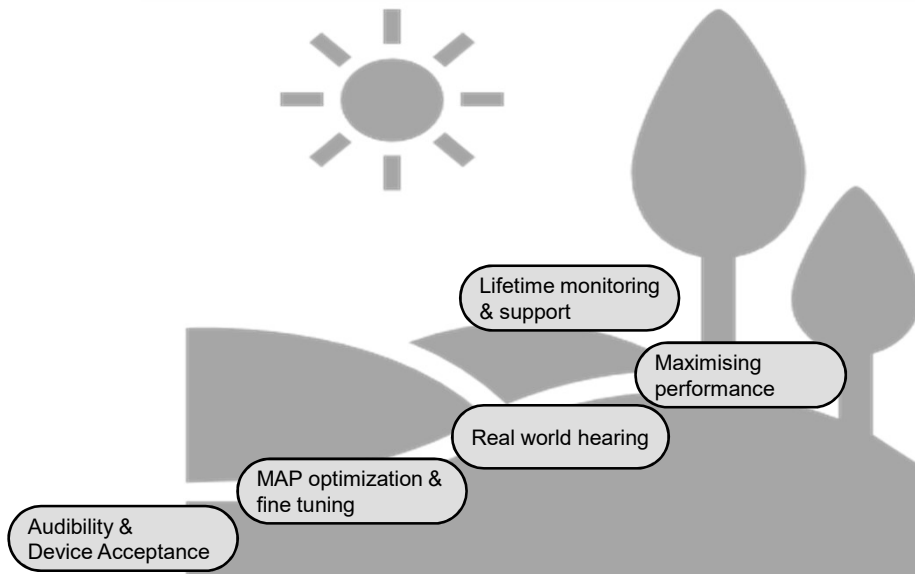 Lifetime monitoring
& support
Maximising
performance
Real world hearing
MAP optimization &
fine tuning
Audibility &
Device Acceptance